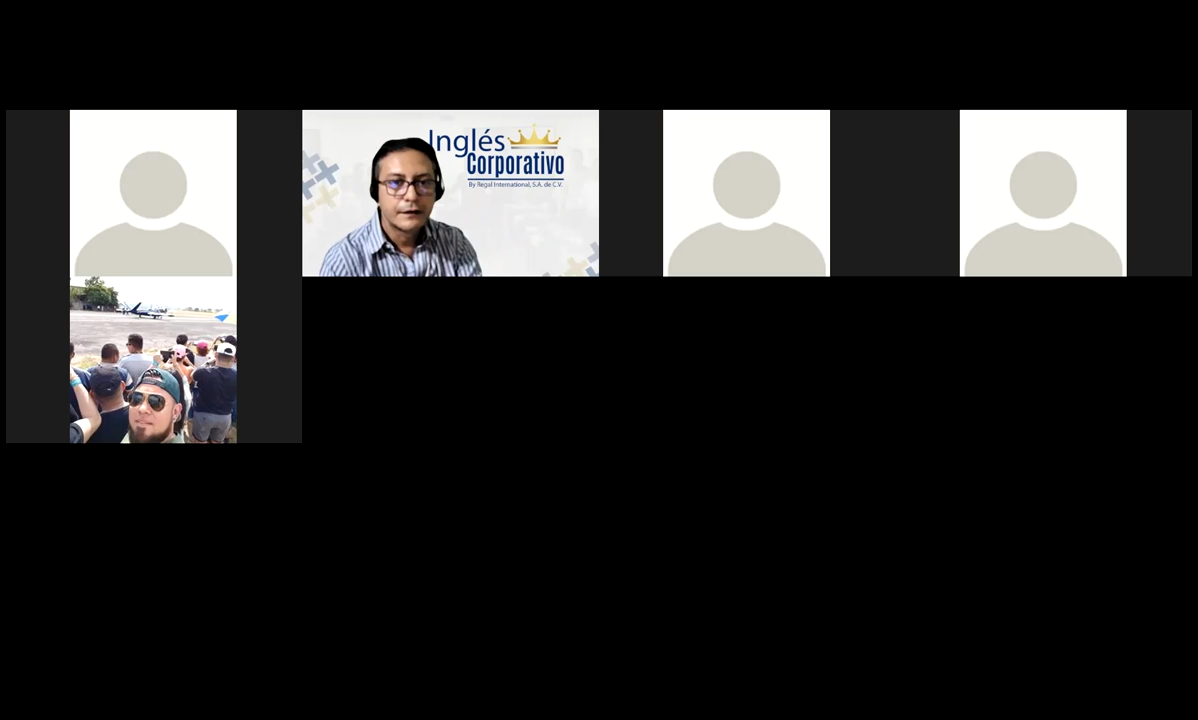 Inglés
Corporativo
By Regal International, S.A. de C.V.